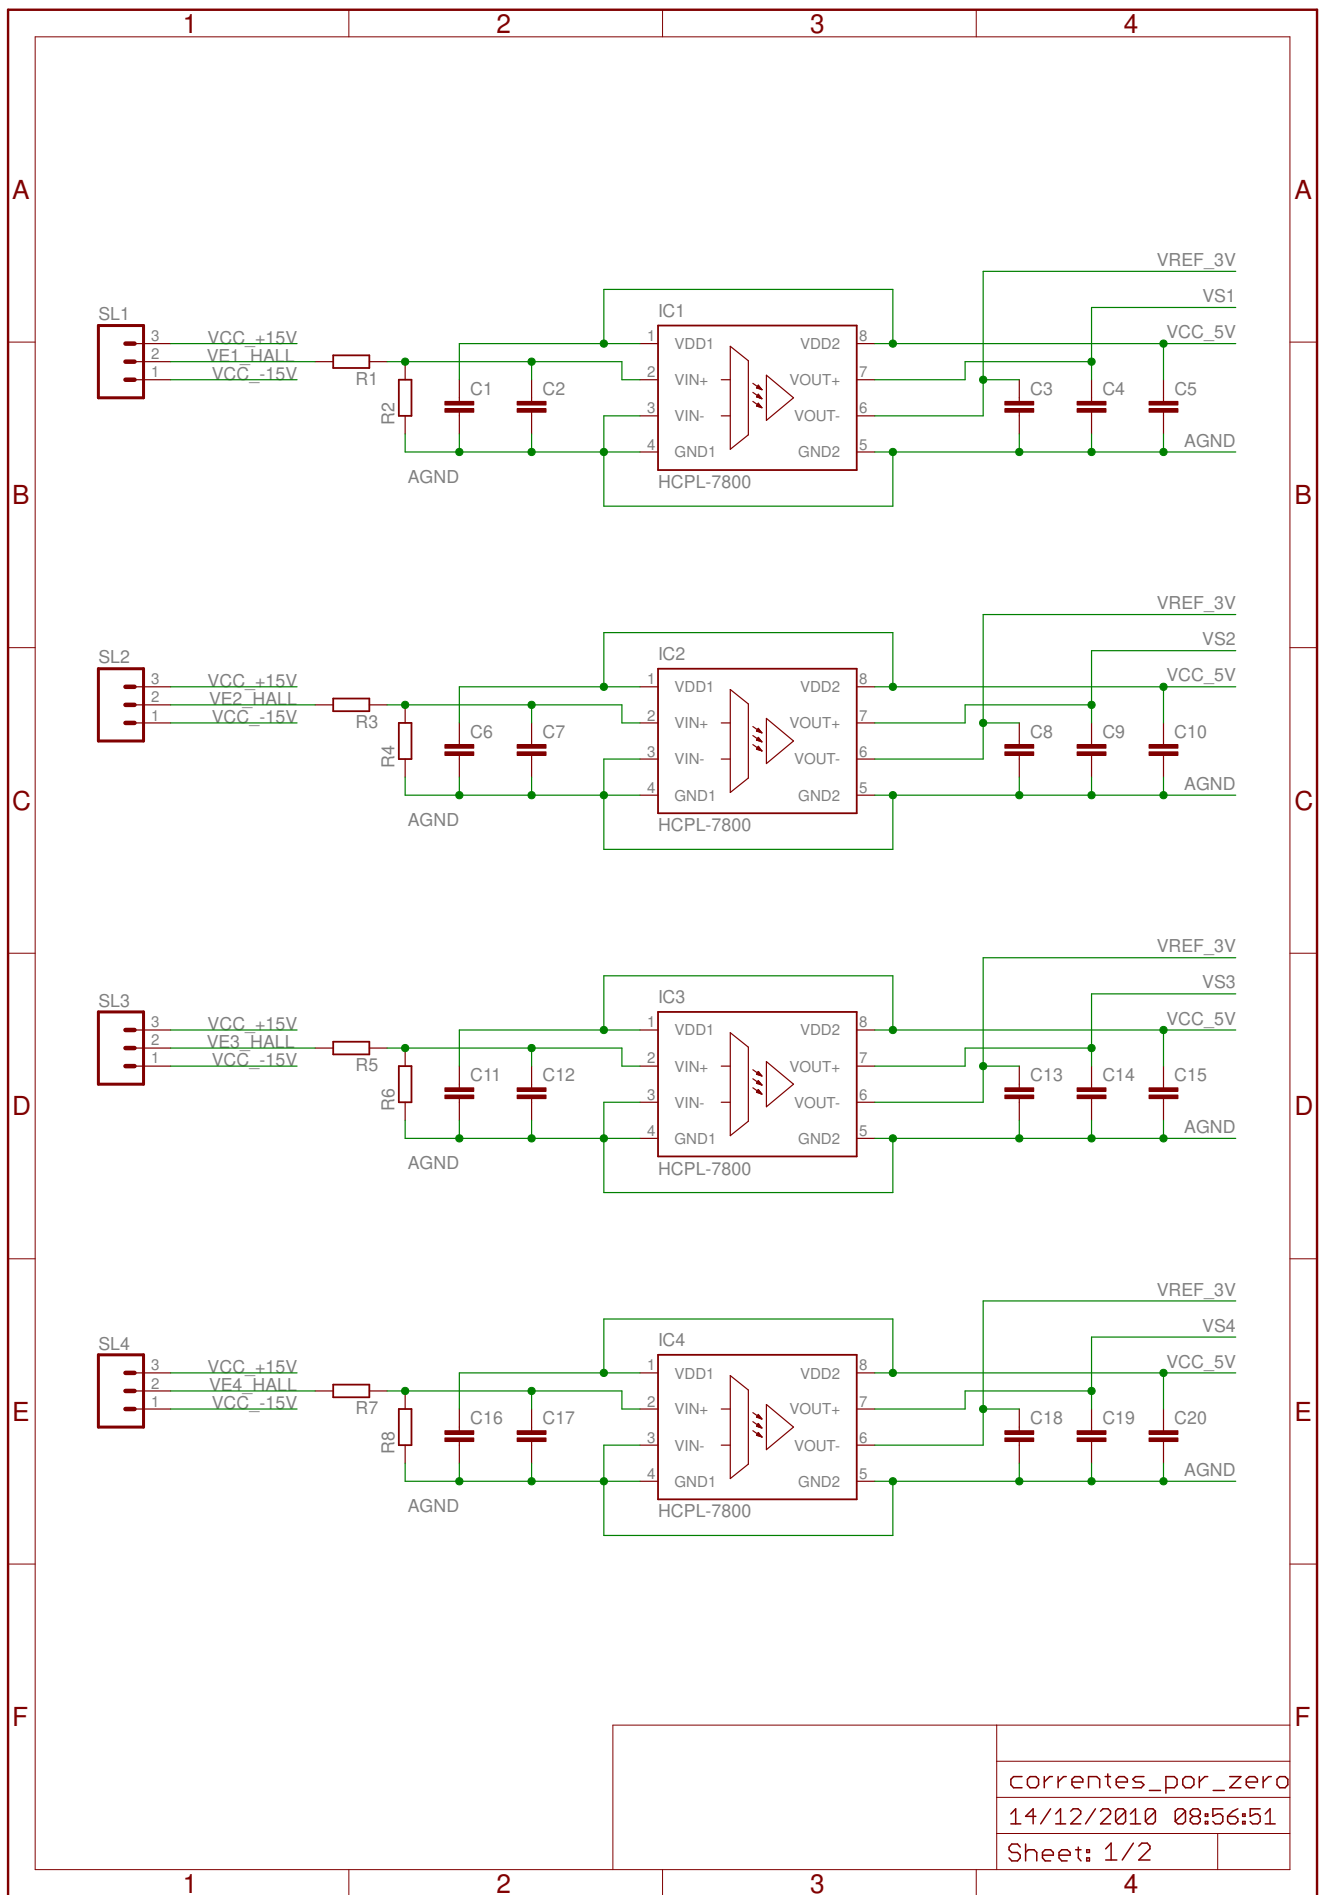 1 2 3 4
A A
VREF_3V
VS1
SL1 IC1
3 VCC_+15V 1 VDD1 VDD2 8 VCC_5V
2 VE1_HALL
1 VCC_-15V R1 2 VIN+ VOUT+ 7
R2 C1 C2 C3 C4 C5
3 VIN- VOUT- 6
4 GND1 GND2 5 AGND
AGND HCPL-7800
B B
VREF_3V
VS2
SL2 IC2
3 VCC_+15V 1 VDD1 VDD2 8 VCC_5V
2 VE2_HALL
1 VCC_-15V R3 2 VIN+ VOUT+ 7
R4 C6 C7 C8 C9 C10
3 VIN- VOUT- 6
4 GND1 GND2 5 AGND
C C
AGND HCPL-7800
VREF_3V
VS3
SL3 IC3
3 VCC_+15V 1 VDD1 VDD2 8 VCC_5V
2 VE3_HALL
1 VCC_-15V R5 2 VIN+ VOUT+ 7
R6 C11 C12 C13 C14 C15
D D
3 VIN- VOUT- 6
4 GND1 GND2 5 AGND
AGND HCPL-7800
VREF_3V
VS4
SL4 IC4
3 VCC_+15V 1 VDD1 VDD2 8 VCC_5V
2 VE4_HALL
1 VCC_-15V R7 2 VIN+ VOUT+ 7
E E
R8 C16 C17 C18 C19 C20
3 VIN- VOUT- 6
4 GND1 GND2 5 AGND
AGND HCPL-7800
F F
correntes_por_zero
14/12/2010 08:56:51
Sheet: 1/2
1 2 3 4